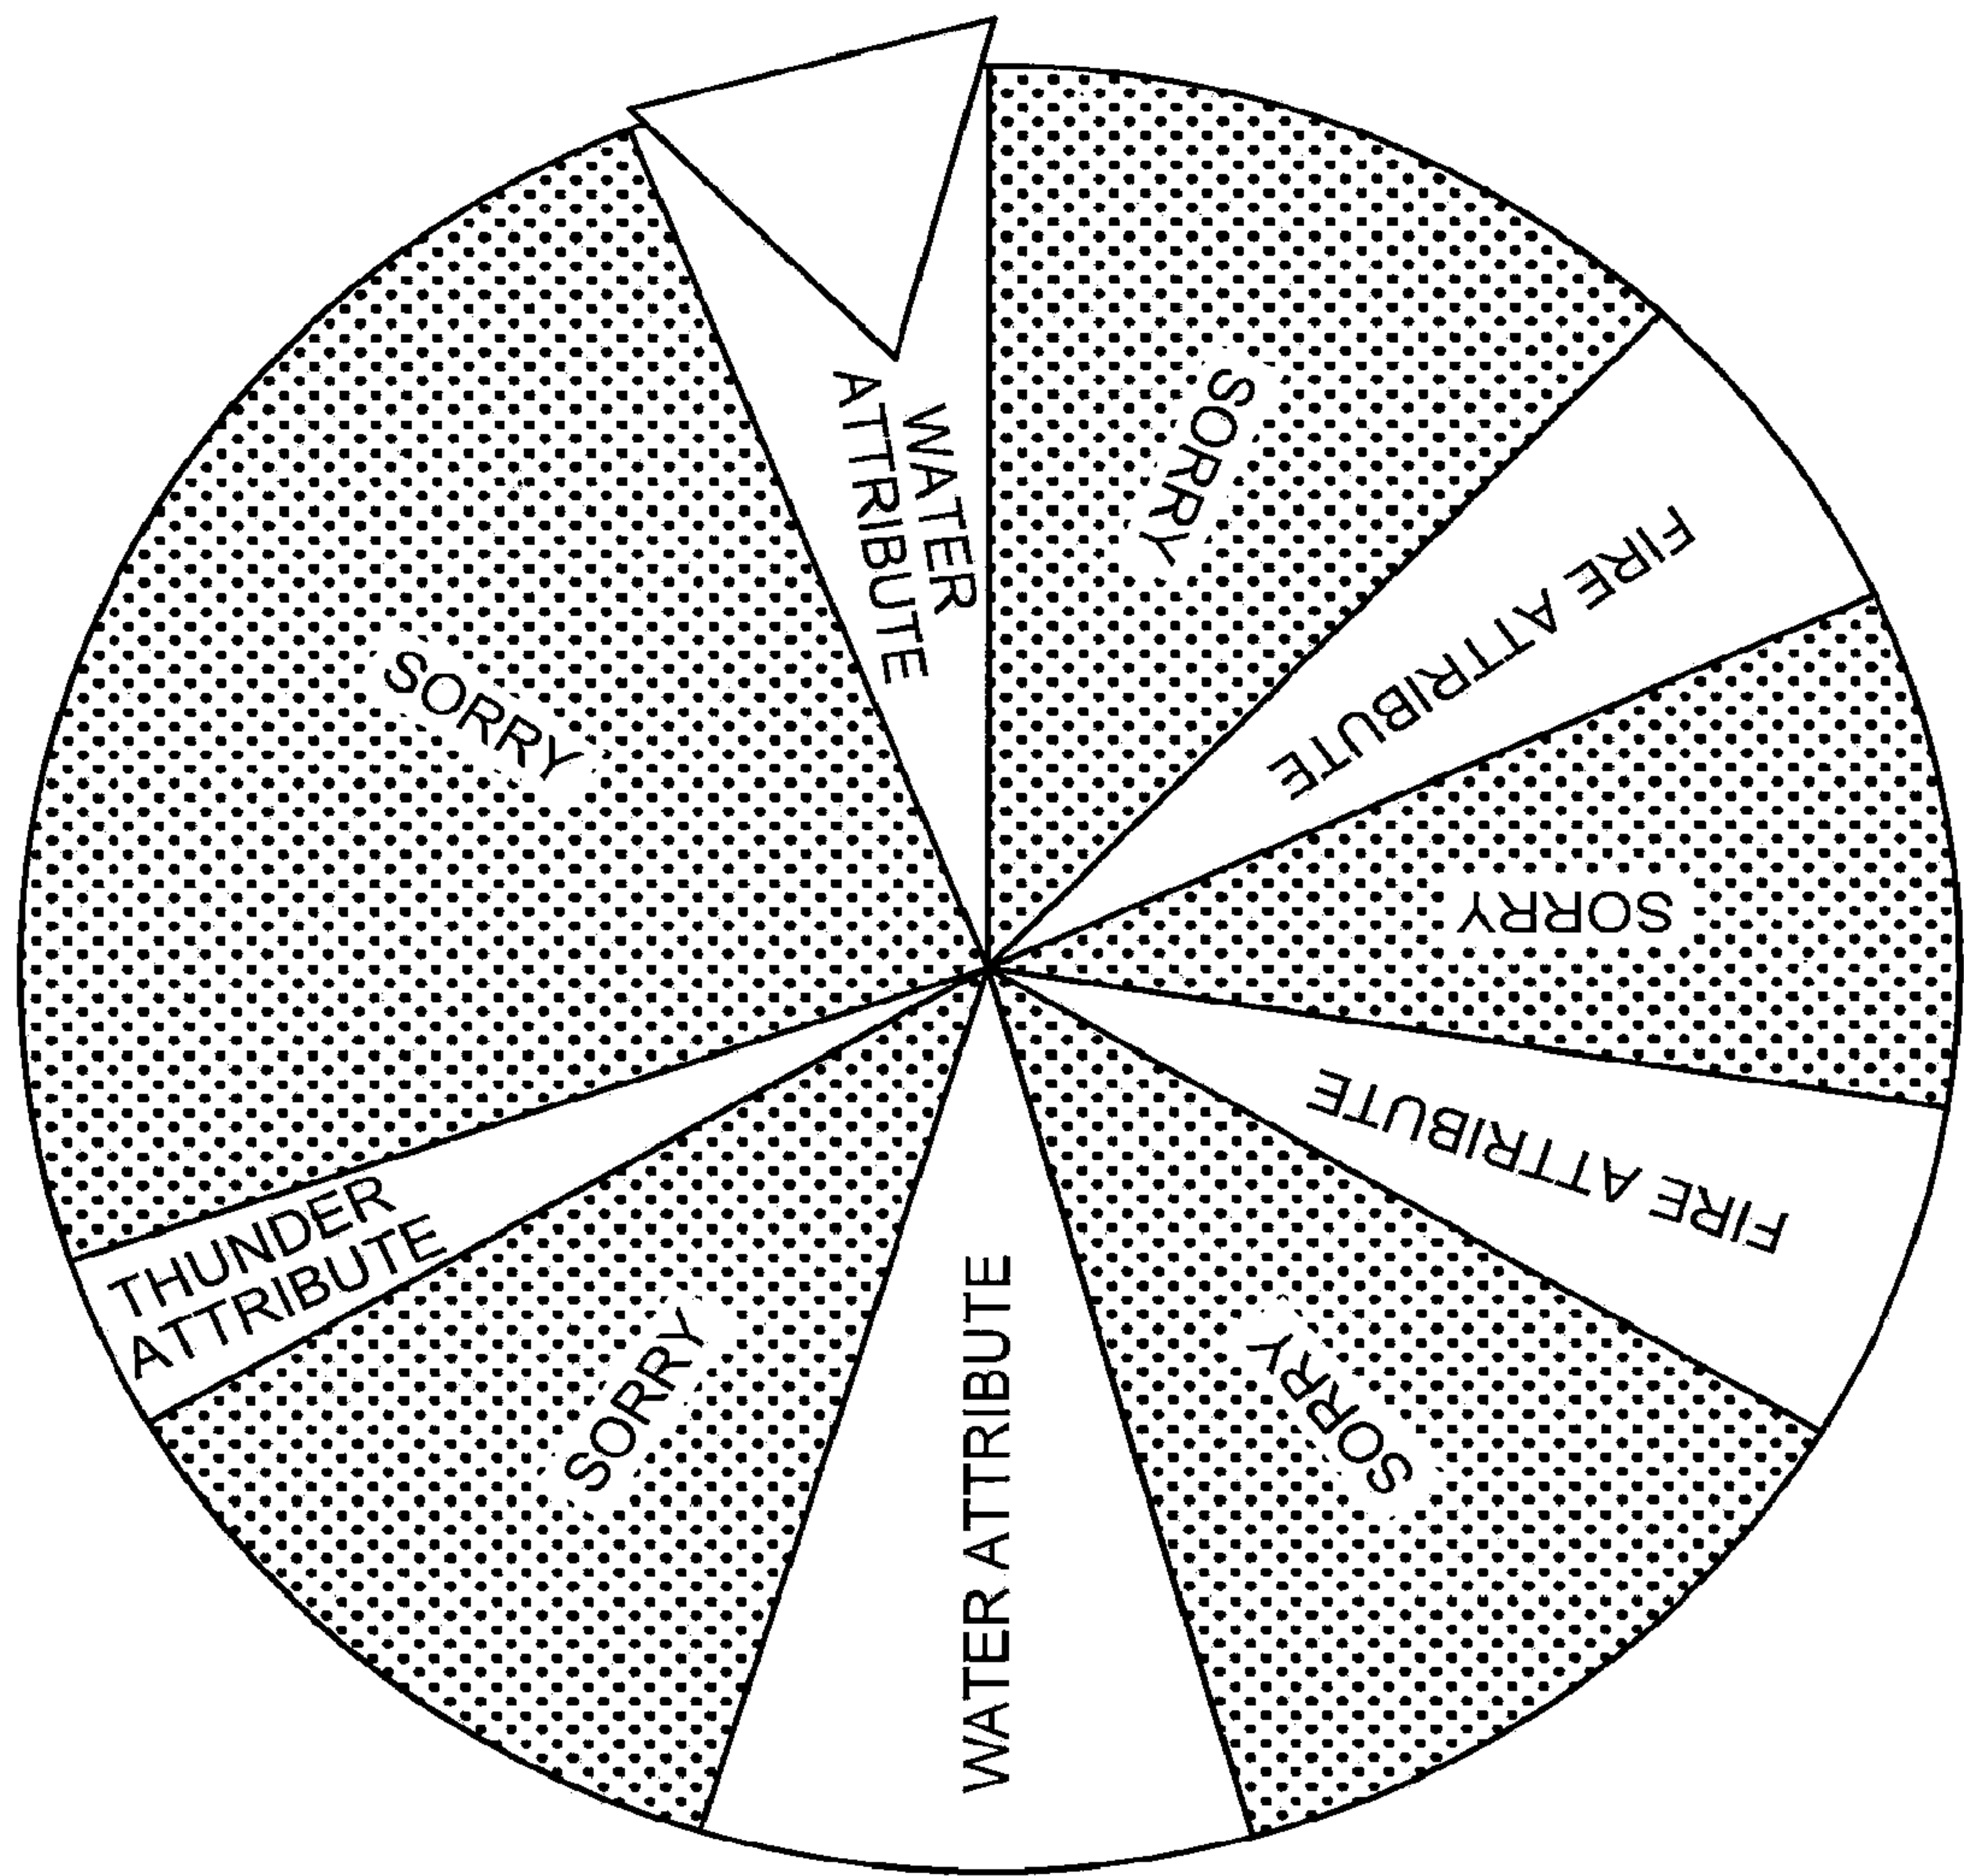 WATER
ATTRIBUTE
SORRY
FIRE ATTRIBUTE
SORRY
FIRE ATTRIBUTE
SORRY
WATER ATTRIBUTE
SORRY
THUNDER
ATTRIBUTE
SORRY